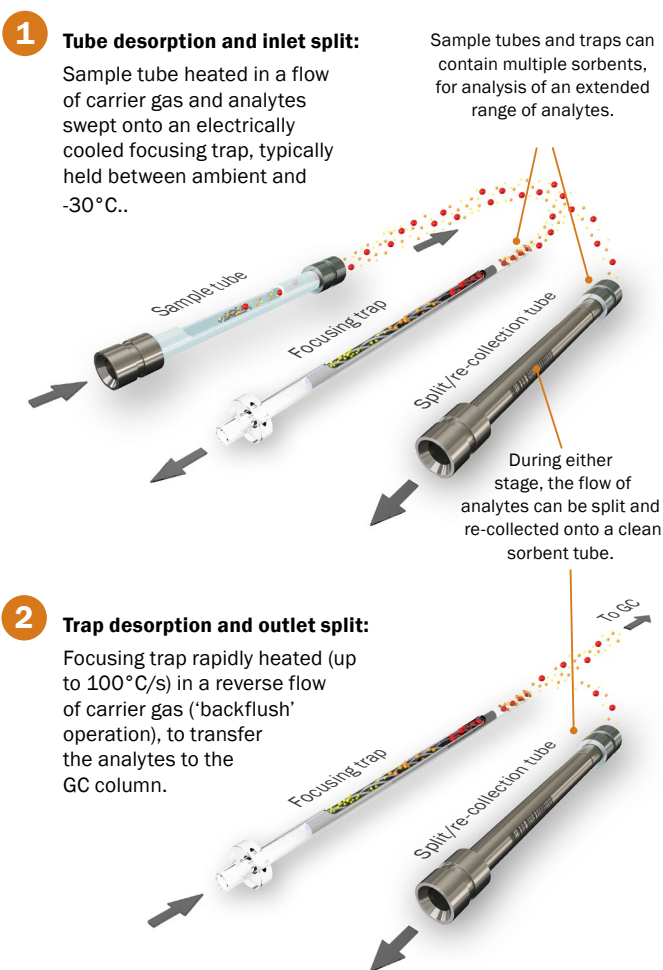 1
Tube desorption and inlet split:
Sample tube heated in a flow
of carrier gas and analytes
swept onto an electrically
cooled focusing trap, typically
held between ambient and
-30°C..
Sample tubes and traps can
contain multiple sorbents,
for analysis of an extended
range of analytes.
Sample tube
Focusing trap
Split/re-collection tube
During either
stage, the flow of
analytes can be split and
re-collected onto a clean
sorbent tube.
2
Trap desorption and outlet split:
Focusing trap rapidly heated (up
to 100°C/s) in a reverse flow
of carrier gas (‘backflush’
operation), to transfer
the analytes to the
GC column.
To GC
Focusing trap
Split/re-collection tube